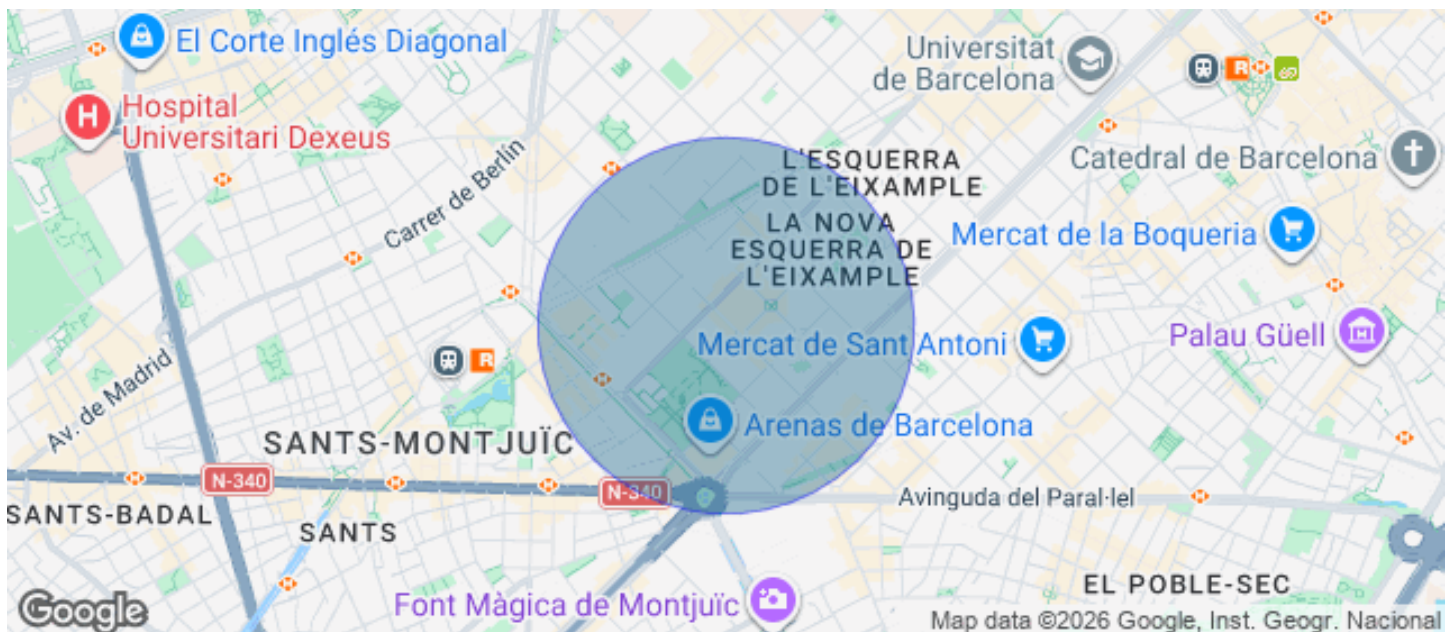 El Corte Inglés Diagonal
Universitat
de Barcelona
R
H
Hospital
Universitari Dexeus
Catedral de Barcelona
L'ESQUERRA
DE L'EIXAMPLE
Carrer de Berlín
LA NOVA
ESQUERRA DE
L'EIXAMPLE
Mercat de la Boqueria
Mercat de Sant Antoni
Palau Güell
R
Av. de Madrid
Arenas de Barcelona
SANTS-MONTJUÏC
N-340
N-340
Avinguda del Paral·lel
SANTS-BADAL
SANTS
EL POBLE-SEC
Font Màgica de Montjuïc
Google
Map data ©2026 Google, Inst. Geogr. Nacional